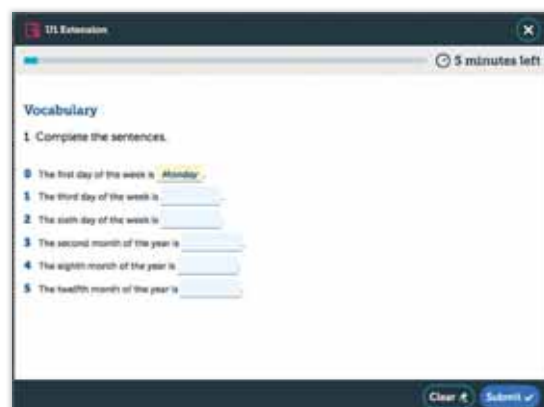 U1 Extension
5 minutes left
Vocabulary
1 Complete the sentences.
0 The first day of the week is Monday.
1 The third day of the week is .
2 The sixth day of the week is .
3 The second month of the year is .
4 The eighth month of the year is .
5 The twelfth month of the year is .
Clear
Submit